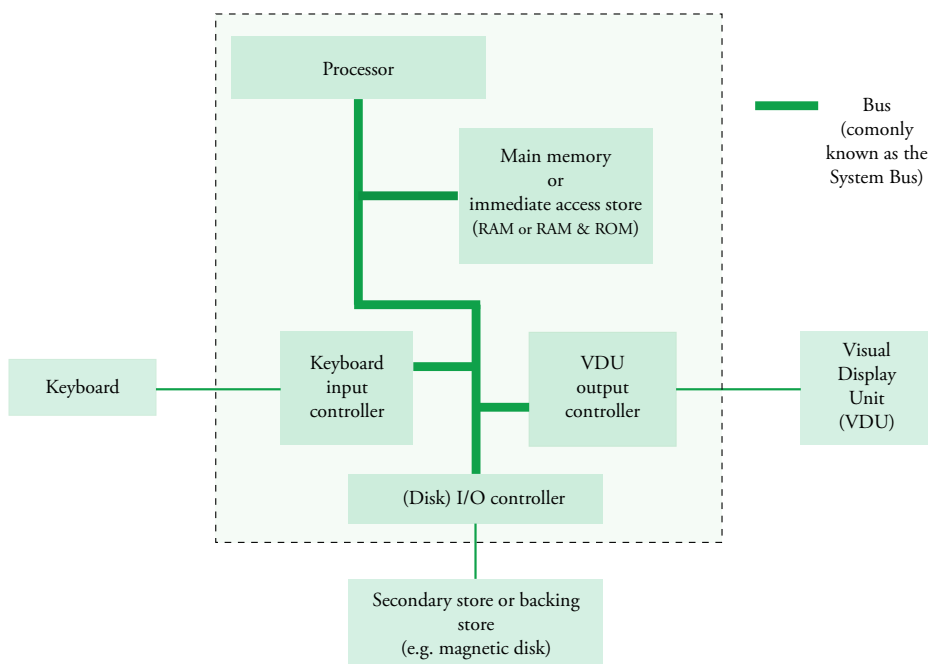 Processor
Main memory
or
immediate access store
(RAM or RAM & ROM)
Bus
(comonly
known as the
System Bus)
Keyboard
Keyboard
input
controller
VDU
output
controller
Visual
Display
Unit
(VDU)
(Disk) I/O controller
Secondary store or backing
store
(e.g. magnetic disk)